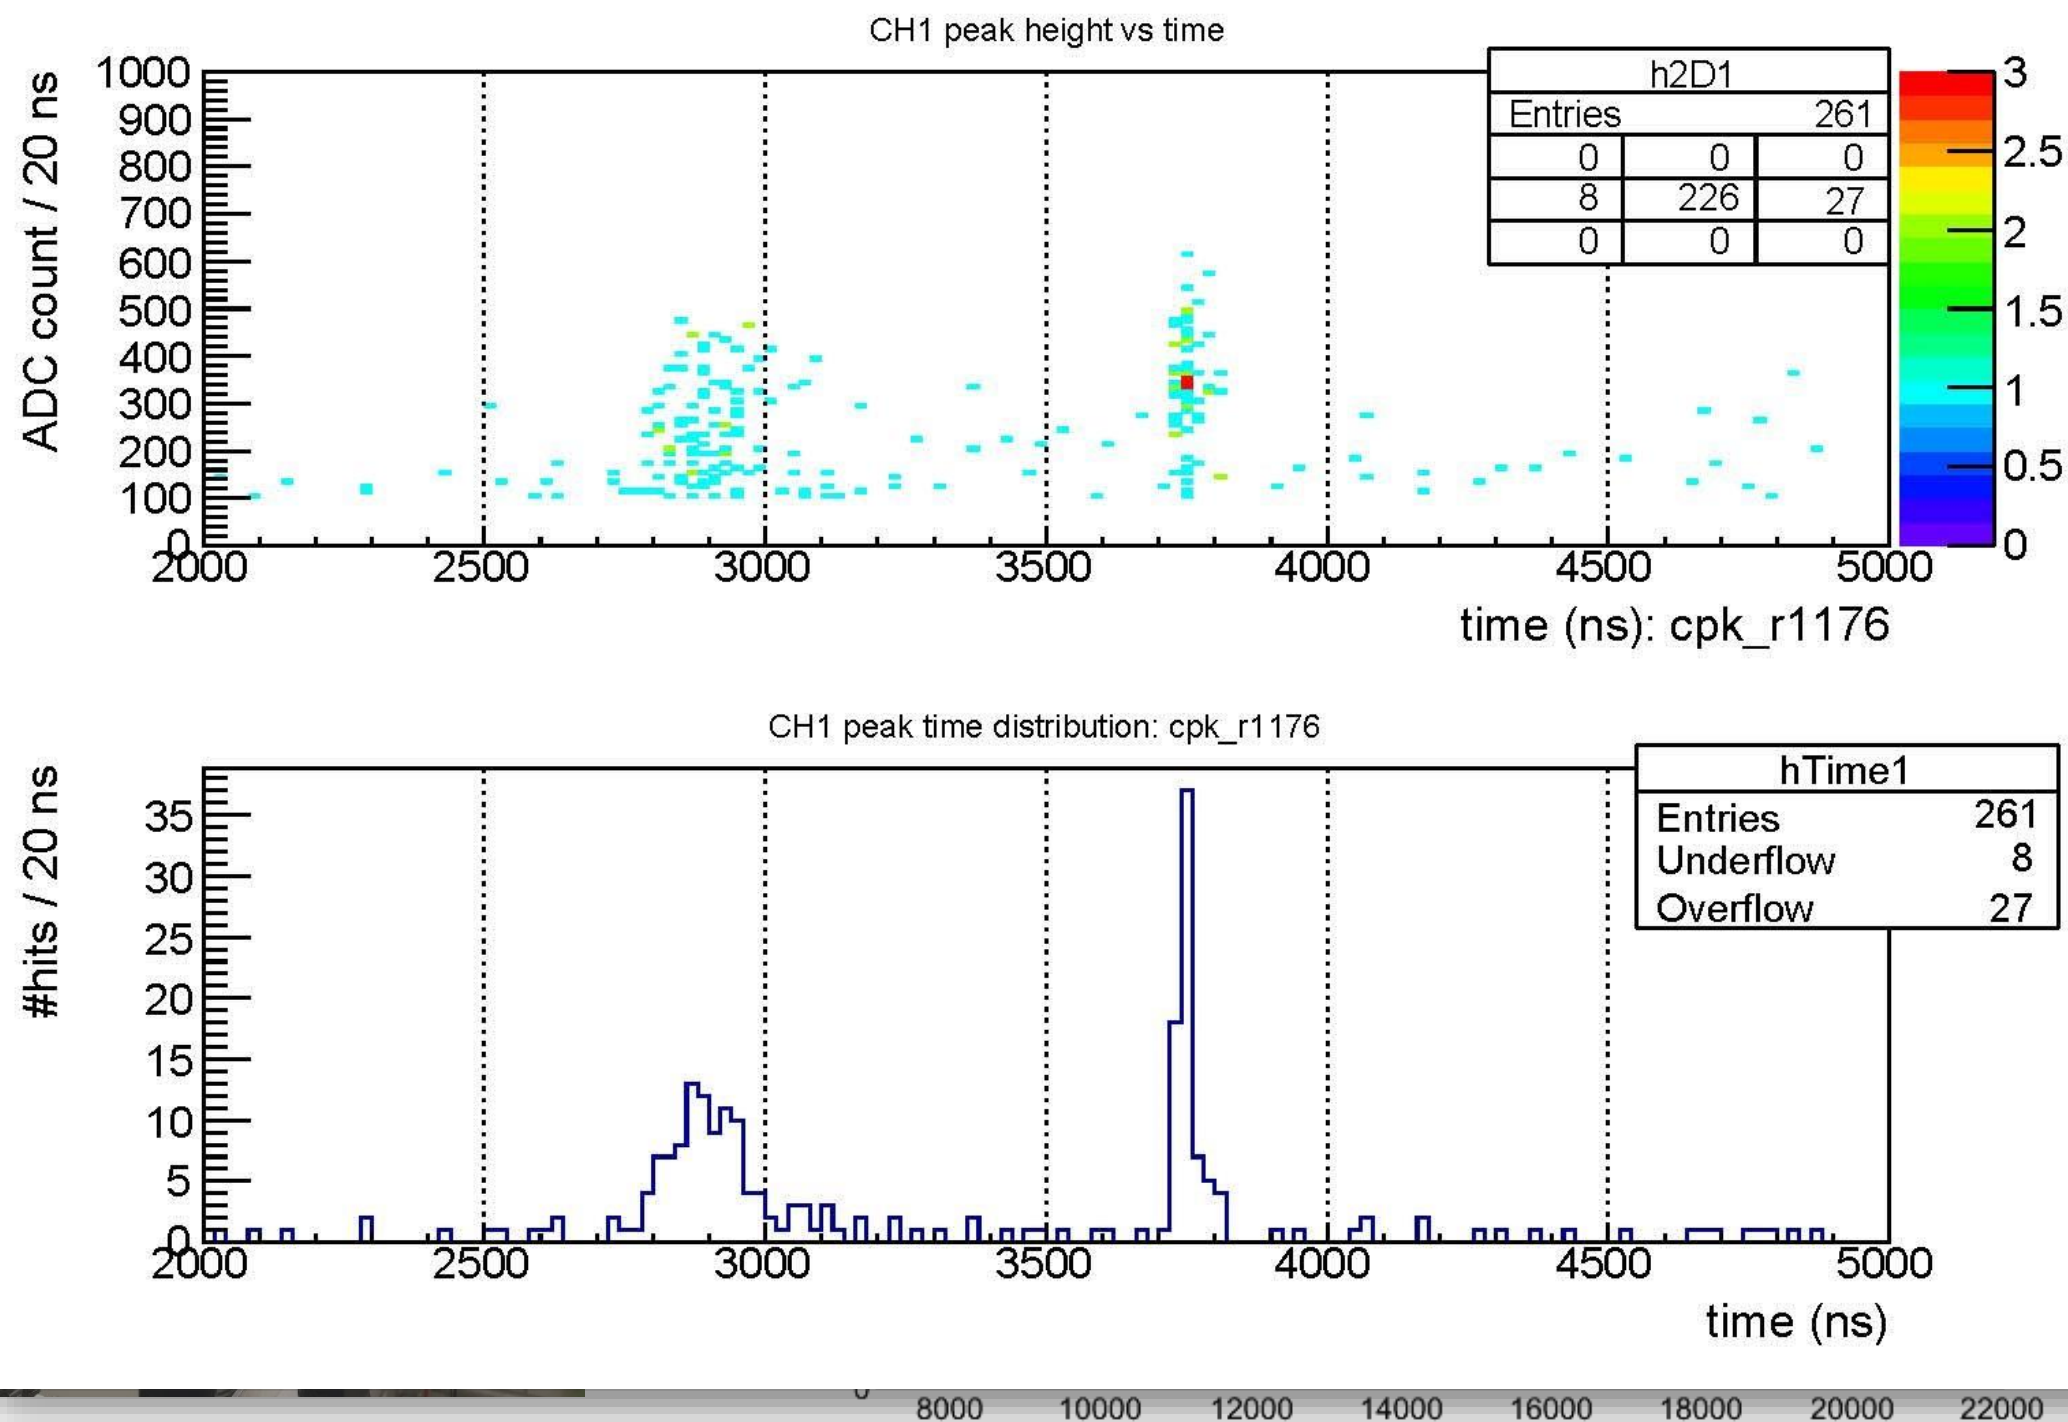 CH1 peak height vs time
ADC count / 20 ns
1000
900
800
700
600
500
400
300
200
100
0
2000 2500 3000 3500 4000 4500 5000
time (ns): cpk_r1176
h2D1
Entries 261
0 0 0
8 226 27
0 0 0
3
2.5
2
1.5
1
0.5
0
CH1 peak time distribution: cpk_r1176
#hits / 20 ns
35
30
25
20
15
10
5
0
2000 2500 3000 3500 4000 4500 5000
time (ns)
hTime1
Entries 261
Underflow 8
Overflow 27
0
8000 10000 12000 14000 16000 18000 20000 22000